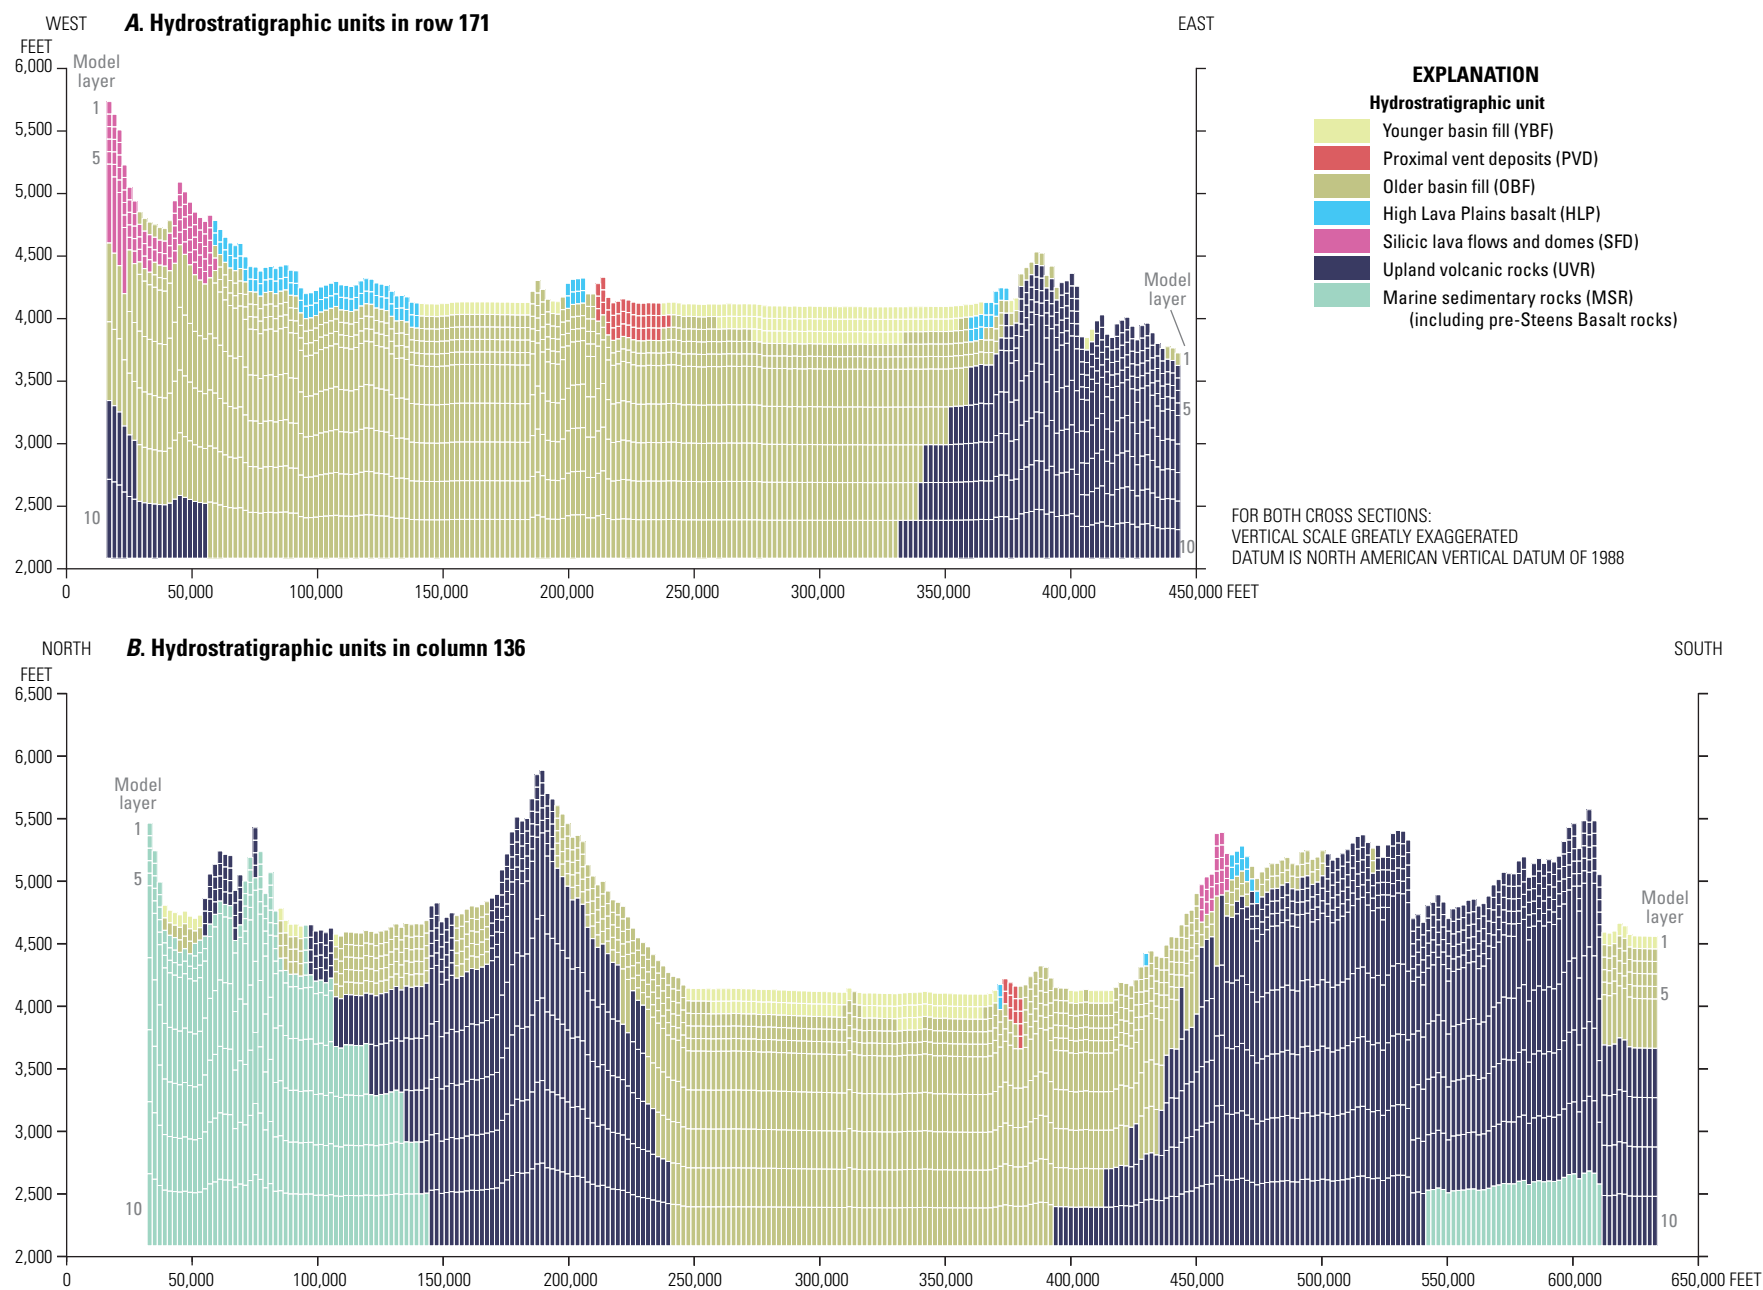 WEST
A. Hydrostratigraphic units in row 171
EAST
FEET
6,000
5,500
5,000
4,500
4,000
3,500
3,000
2,500
2,000
Model
layer
1
5
10
Model
layer
1
5
10
0
50,000
100,000
150,000
200,000
250,000
300,000
350,000
400,000
450,000 FEET
EXPLANATION
Hydrostratigraphic unit
Younger basin fill (YBF)
Proximal vent deposits (PVD)
Older basin fill (OBF)
High Lava Plains basalt (HLP)
Silicic lava flows and domes (SFD)
Upland volcanic rocks (UVR)
Marine sedimentary rocks (MSR)
(including pre-Steens Basalt rocks)
FOR BOTH CROSS SECTIONS:
VERTICAL SCALE GREATLY EXAGGERATED
DATUM IS NORTH AMERICAN VERTICAL DATUM OF 1988
NORTH
B. Hydrostratigraphic units in column 136
SOUTH
FEET
6,500
6,000
5,500
5,000
4,500
4,000
3,500
3,000
2,500
2,000
Model
layer
1
5
10
Model
layer
1
5
10
0
50,000
100,000
150,000
200,000
250,000
300,000
350,000
400,000
450,000
500,000
550,000
600,000
650,000 FEET